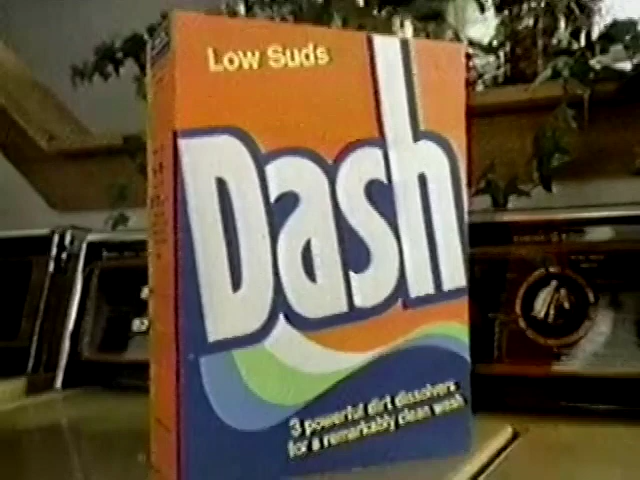 Low Suds
Dash
3 powerful dirt dissolvers
for a remarkably clean wash